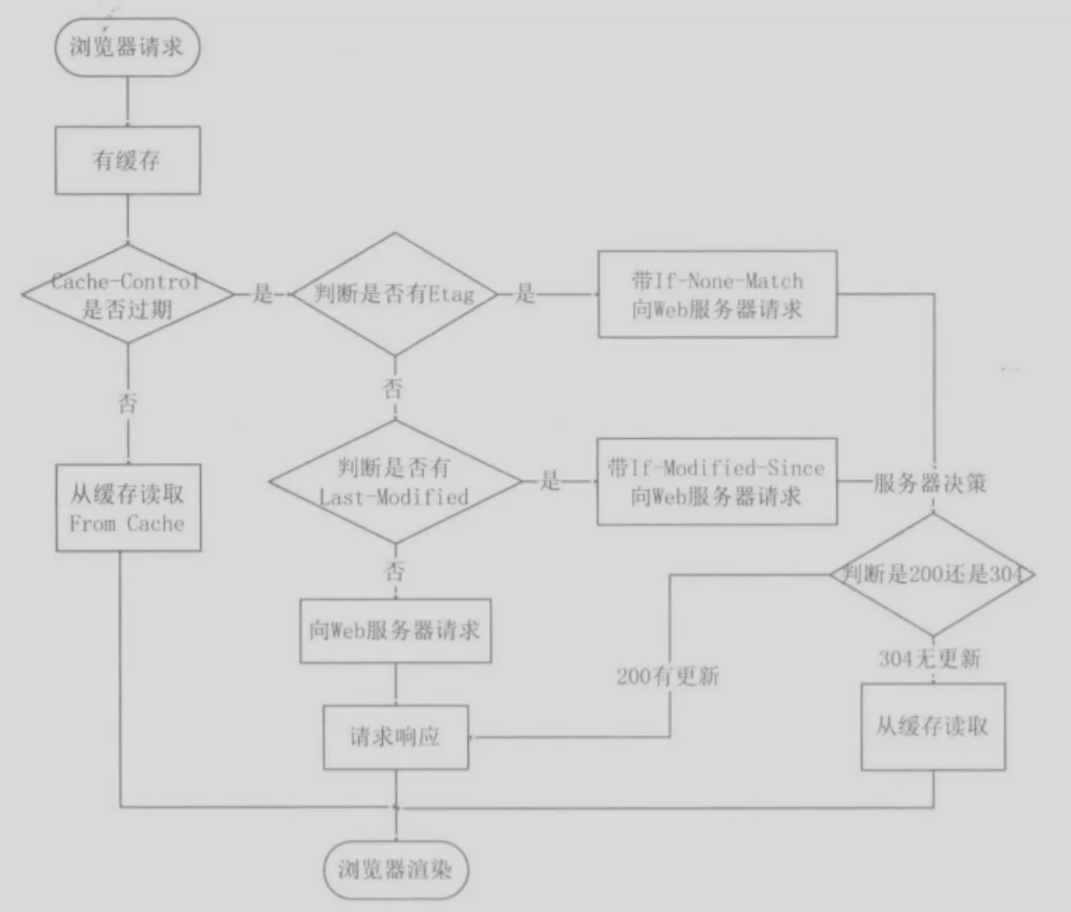 浏览器请求
有缓存
Cache-Control
是否过期
是
判断是否有Etag
是
带If-None-Match
向Web服务器请求
否
否
判断是否有
Last-Modified
是
带If-Modified-Since
向Web服务器请求
服务器决策
从缓存读取
From Cache
否
判断是200还是304
向Web服务器请求
200有更新
304无更新
请求响应
从缓存读取
浏览器渲染